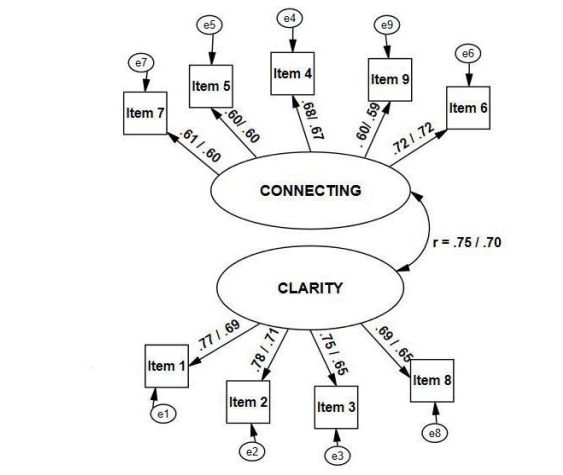 e4
e5
e9
e7
e6
Item 4
Item 5
Item 9
Item 7
Item 6
.61 / .60
.60/ .60
.68/ .67
.60/ .59
.72 / .72
CONNECTING
r = .75 / .70
CLARITY
.77 / .69
.78 / .71
.75 / .65
.69 / .65
Item 1
Item 2
Item 3
Item 8
e1
e2
e3
e8